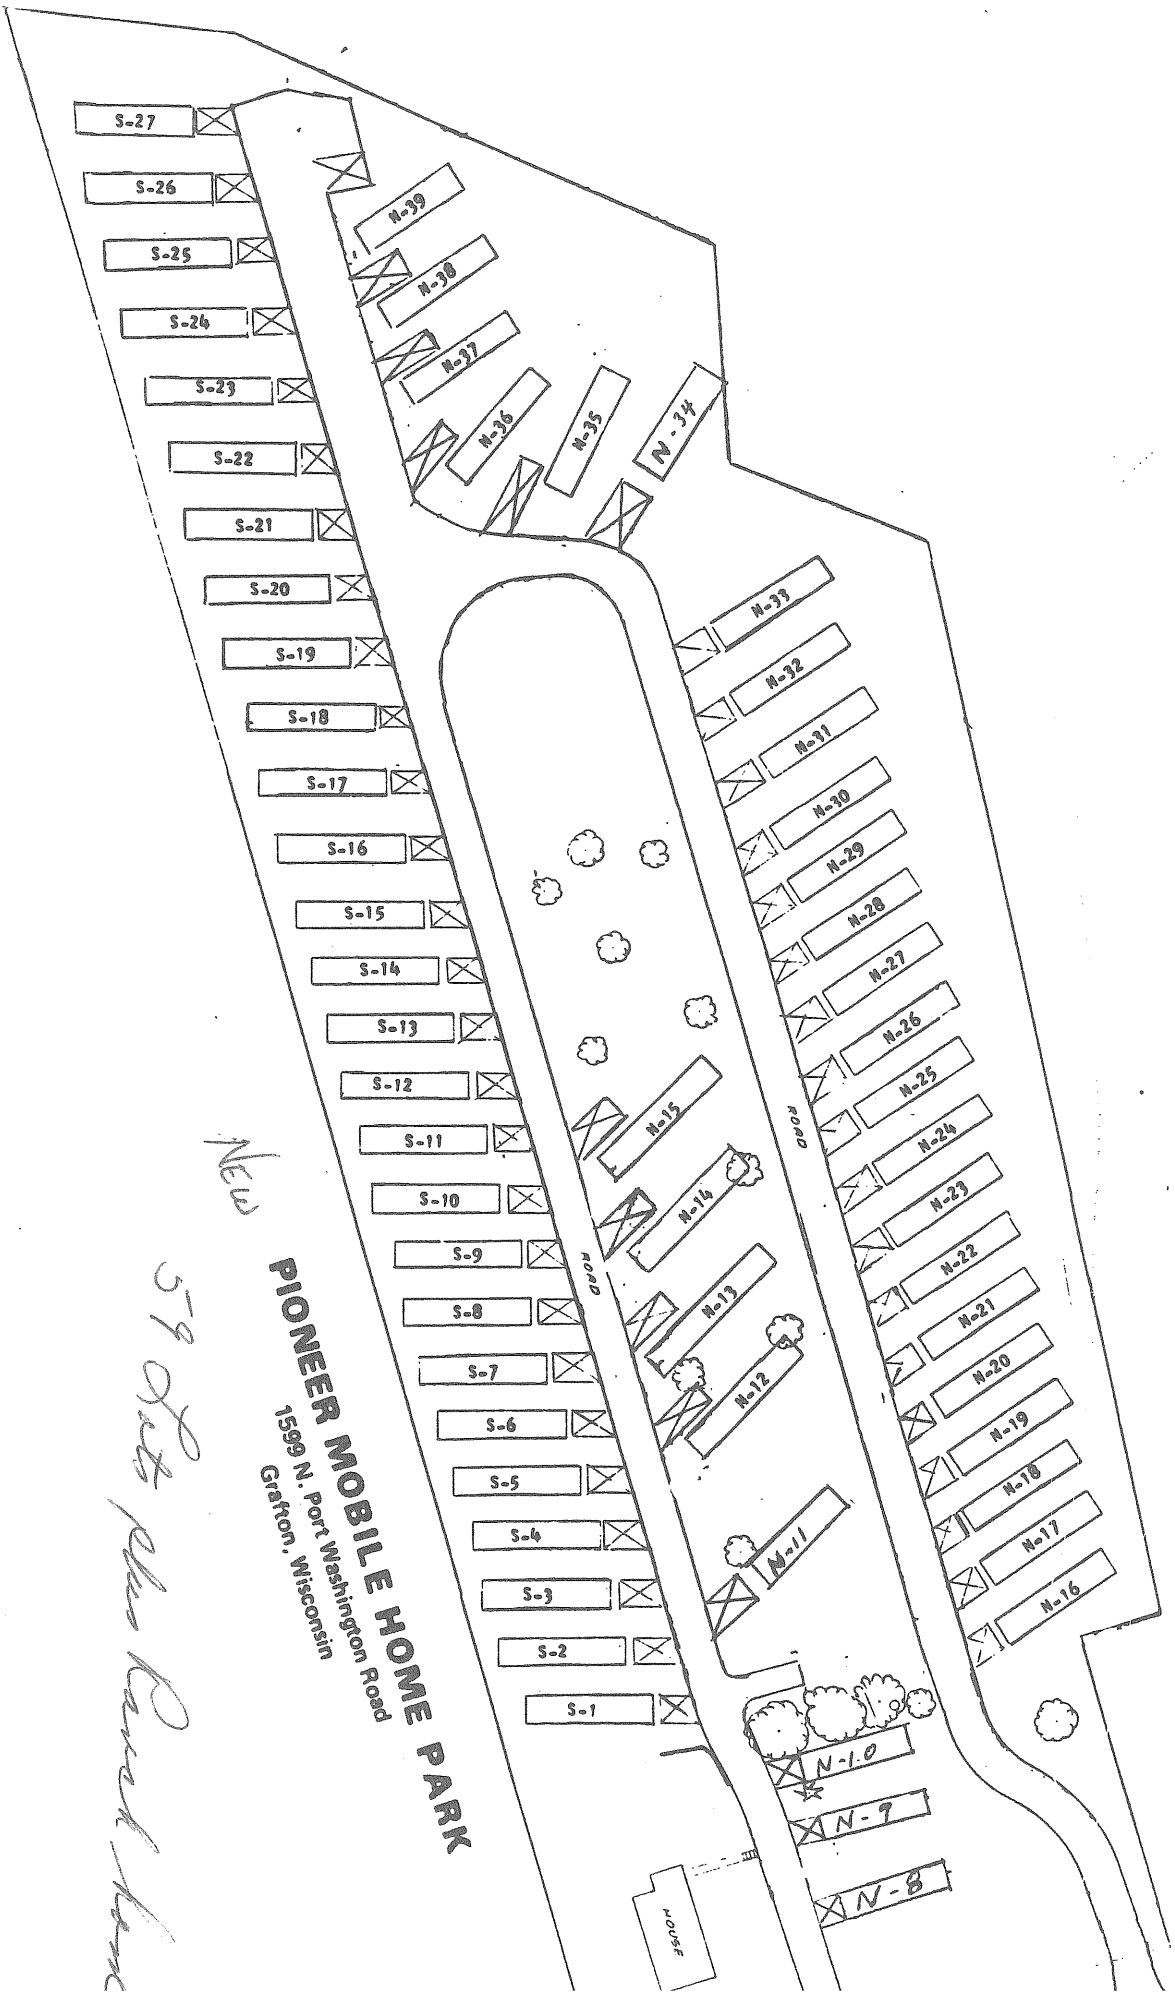 S-27
S-26
S-25
S-24
S-23
S-22
S-21
S-20
S-19
S-18
S-17
S-16
S-15
S-14
S-13
S-12
S-11
S-10
S-9
S-8
S-7
S-6
S-5
S-4
S-3
S-2
S-1
N-39
N-38
N-37
N-36
N-35
N-34
N-33
N-32
N-31
N-30
N-29
N-28
N-27
N-26
N-25
N-24
N-23
N-22
N-21
N-20
N-19
N-18
N-17
N-16
N-15
N-14
N-13
N-12
N-11
N-10
N-9
N-8
ROAD
ROAD
HOUSE
NEW
PIONEER MOBILE HOME PARK
1599 N. Port Washington Road
Grafton, Wisconsin
59 Lots plus Ranch home